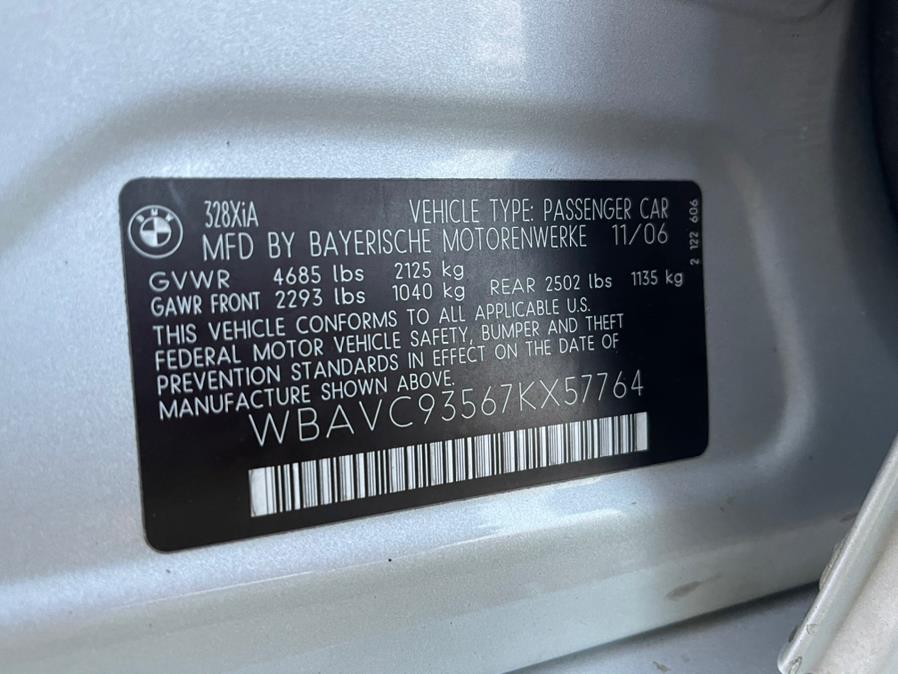 BMW
328XiA VEHICLE TYPE: PASSENGER CAR
MFD BY BAYERISCHE MOTORENWERKE 11/06
GVWR 4685 lbs 2125 kg
GAWR FRONT 2293 lbs 1040 kg REAR 2502 lbs 1135 kg
THIS VEHICLE CONFORMS TO ALL APPLICABLE U.S.
FEDERAL MOTOR VEHICLE SAFETY, BUMPER AND THEFT
PREVENTION STANDARDS IN EFFECT ON THE DATE OF
MANUFACTURE SHOWN ABOVE.
WBAVC93567KX57764
2 122 606